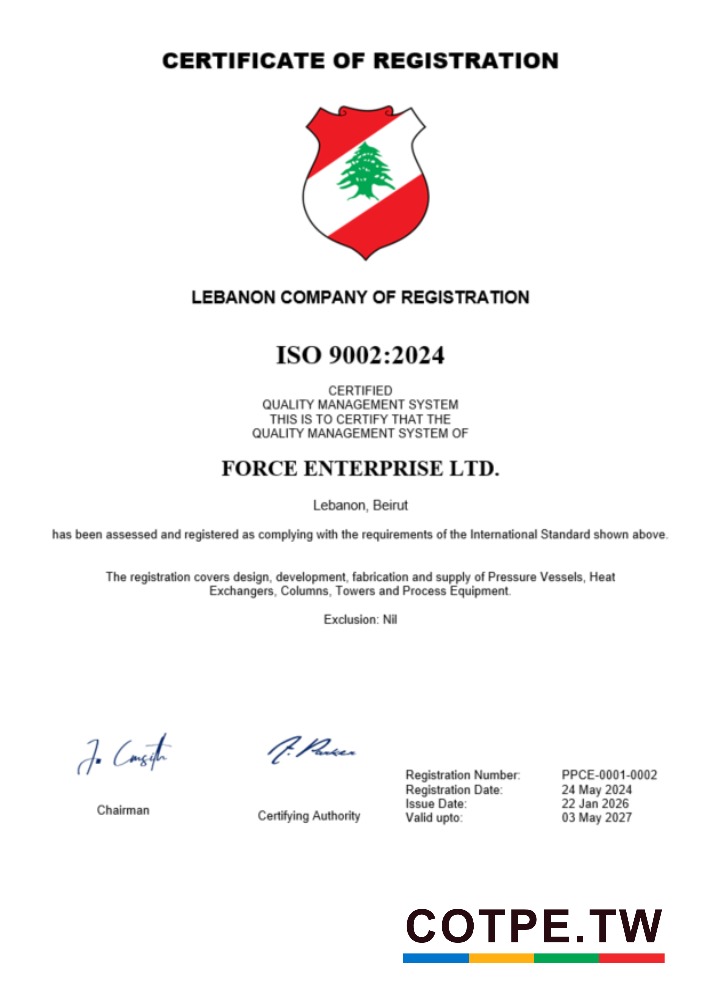 CERTIFICATE OF REGISTRATION
LEBANON COMPANY OF REGISTRATION
ISO 9002:2024
CERTIFIED
QUALITY MANAGEMENT SYSTEM
THIS IS TO CERTIFY THAT THE
QUALITY MANAGEMENT SYSTEM OF
FORCE ENTERPRISE LTD.
Lebanon, Beirut
has been assessed and registered as complying with the requirements of the International Standard shown above.
The registration covers design, development, fabrication and supply of Pressure Vessels, Heat
Exchangers, Columns, Towers and Process Equipment.
Exclusion: Nil
Chairman
Certifying Authority
Registration Number: PPCE-0001-0002
Registration Date: 24 May 2024
Issue Date: 22 Jan 2026
Valid upto: 03 May 2027
COTPE.TW